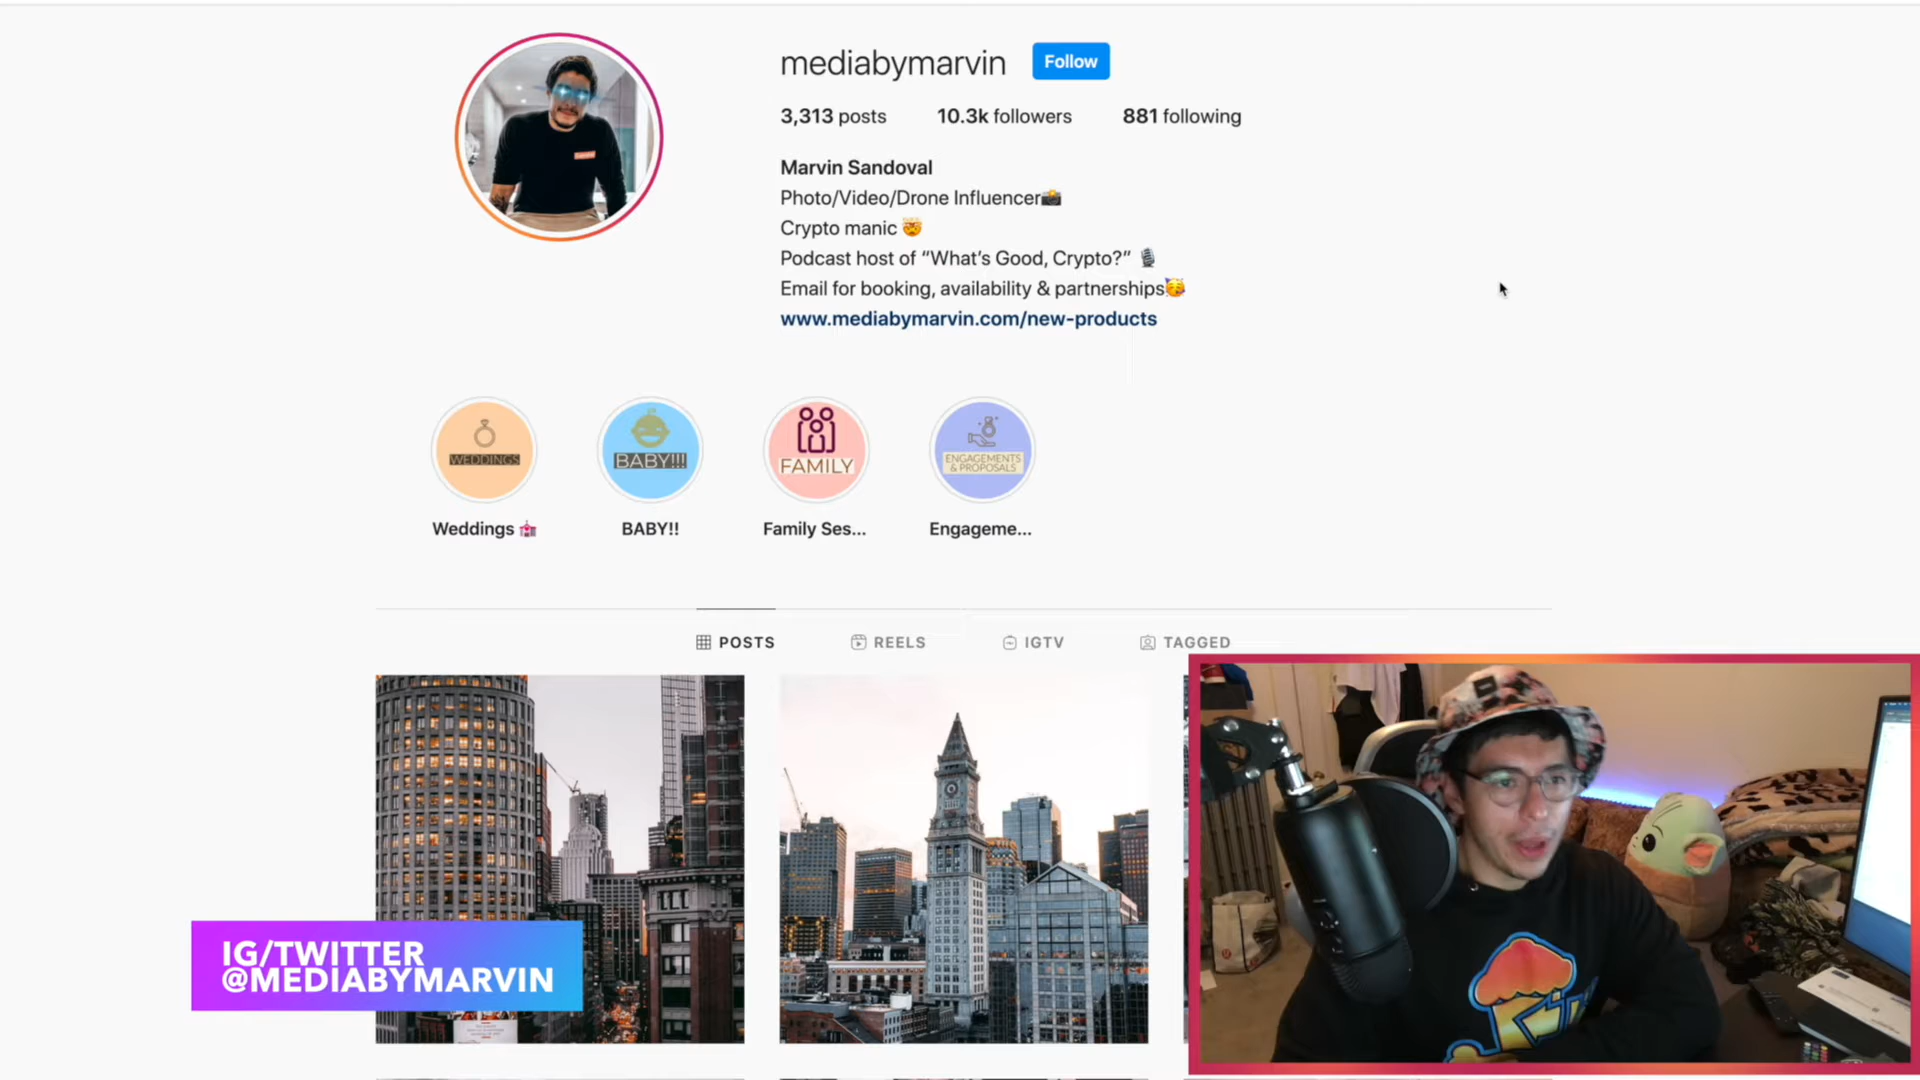 mediabymarvin Follow
3,313 posts 10.3k followers 881 following
Marvin Sandoval
Photo/Video/Drone Influencer📸
Crypto manic 🤯
Podcast host of “What’s Good, Crypto?” 🎙
Email for booking, availability & partnerships🥳
www.mediabymarvin.com/new-products
WEDDINGS
BABY!!!
FAMILY
ENGAGEMENTS
& PROPOSALS
Weddings 💒
BABY!!
Family Ses...
Engageme...
POSTS
REELS
IGTV
TAGGED
IG/TWITTER
@MEDIABYMARVIN